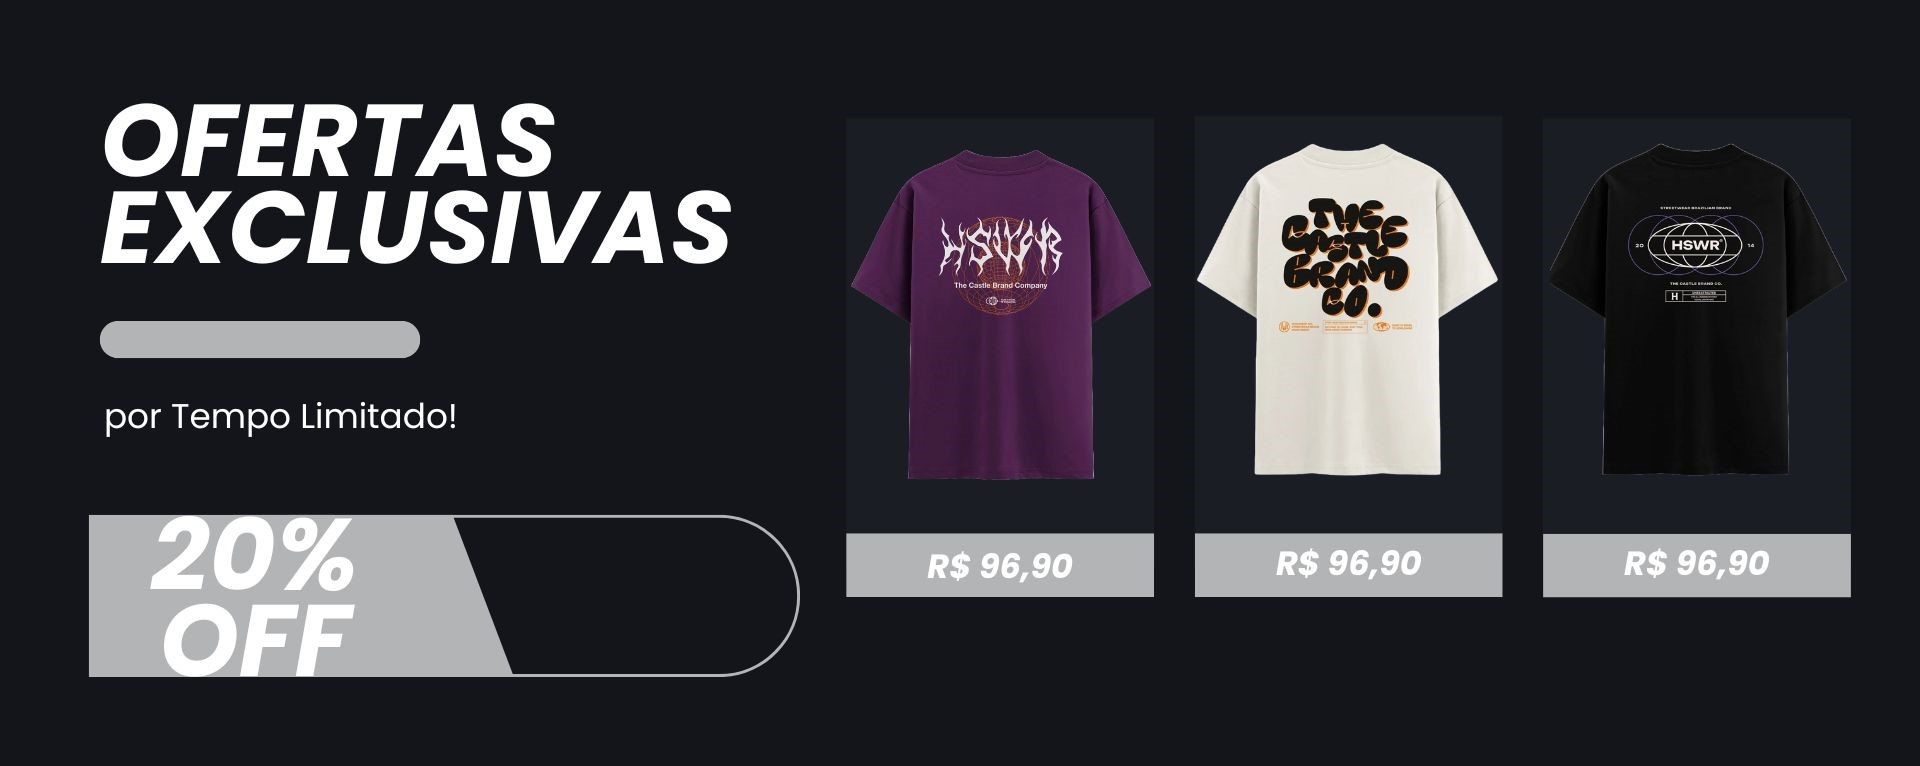 OFERTAS
EXCLUSIVAS
por Tempo Limitado!
20%
OFF
HSWR
The Castle Brand Company
R$ 96,90
THE
CASTLE
BRAND
CO.
R$ 96,90
STREETWEAR BRAZILIAN BRAND
20 HSWR 14
THE CASTLE BRAND CO.
H
R$ 96,90